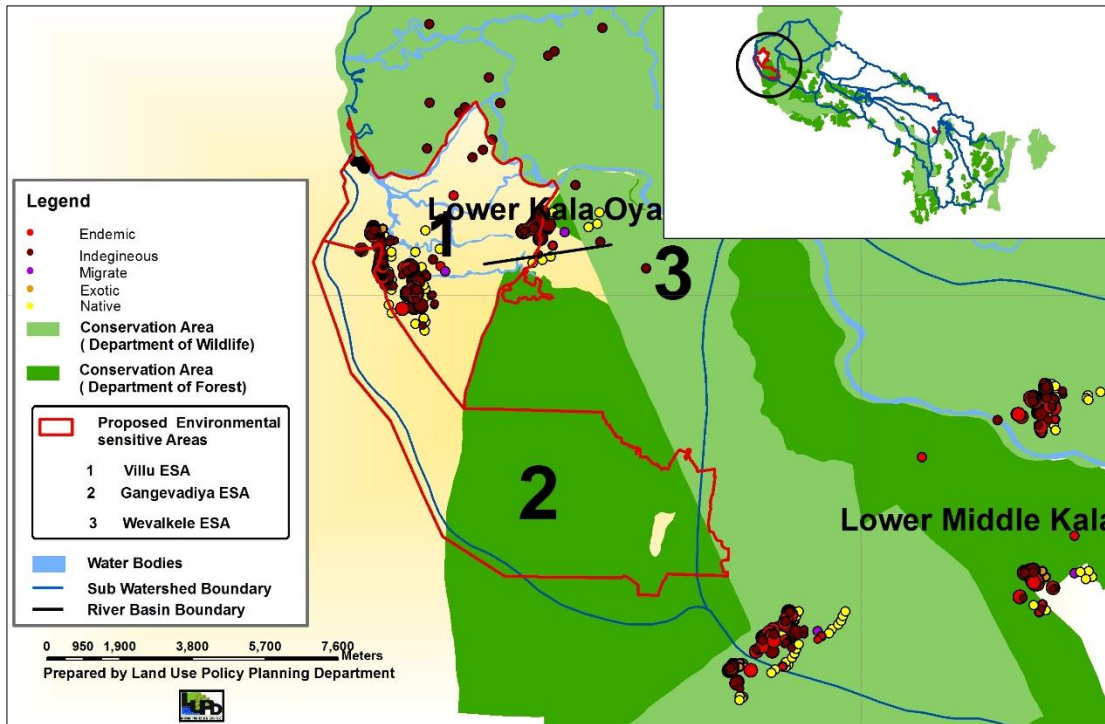 Lower Kala Oya
1
3
2
Lower Middle Kala
Legend
Endemic
Indegineous
Migrate
Exotic
Native
Conservation Area
( Department of Wildlife)
Conservation Area
( Department of Forest)
Proposed Environmental
sensitive Areas
1 Villu ESA
2 Gangevadiya ESA
3 Wevalkele ESA
Water Bodies
Sub Watershed Boundary
River Basin Boundary
0 950 1,900 3,800 5,700 7,600
Meters
Prepared by Land Use Policy Planning Department
LUPPD